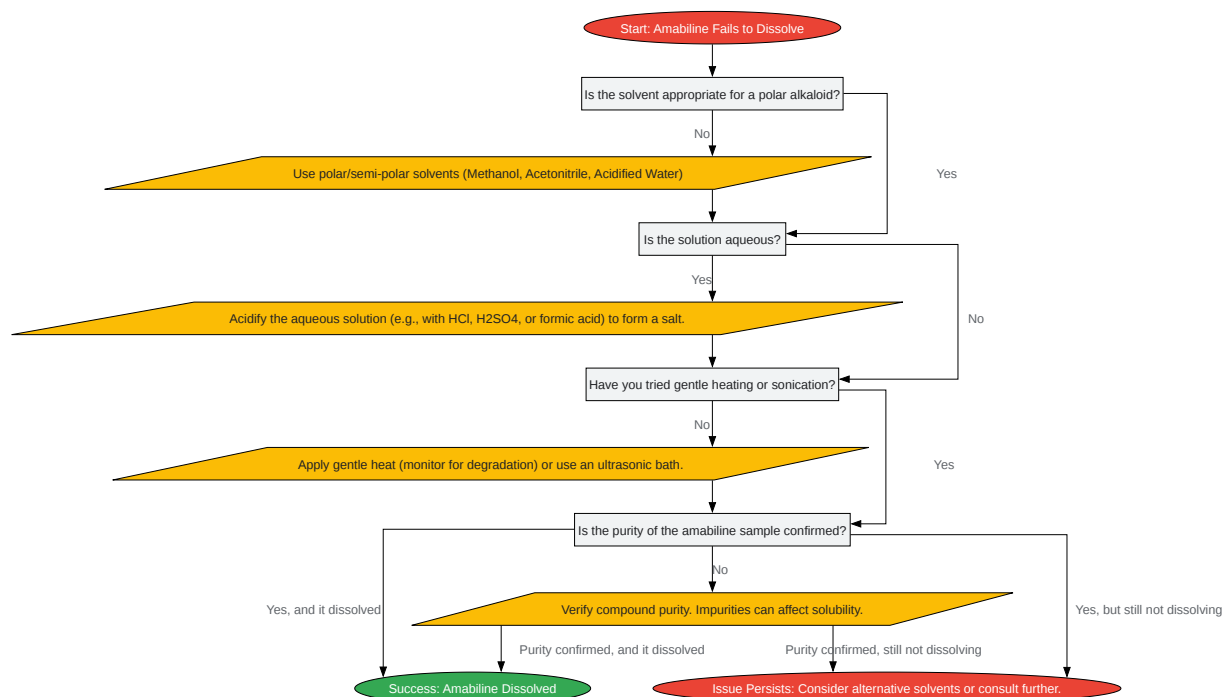 Start: Amabiline Fails to Dissolve
Is the solvent appropriate for a polar alkaloid?
No
Use polar/semi-polar solvents (Methanol, Acetonitrile, Acidified Water)
Yes
Is the solution aqueous?
Yes
Acidify the aqueous solution (e.g., with HCl, H2SO4, or formic acid) to form a salt.
No
Have you tried gentle heating or sonication?
No
Apply gentle heat (monitor for degradation) or use an ultrasonic bath.
Yes
Is the purity of the amabiline sample confirmed?
No
Yes, and it dissolved
Verify compound purity. Impurities can affect solubility.
Yes, but still not dissolving
Purity confirmed, and it dissolved
Purity confirmed, still not dissolving
Success: Amabiline Dissolved
Issue Persists: Consider alternative solvents or consult further.